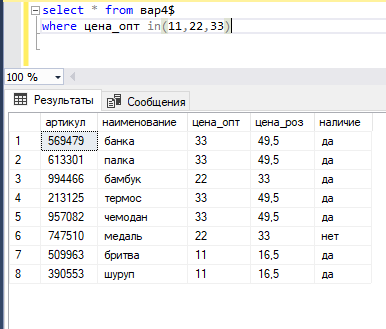 select * from вар4$
where цена_опт in(11,22,33)
100 %
Результаты Сообщения
артикул наименование цена_опт цена_роз наличие
1 569479 банка 33 49,5 да
2 613301 палка 33 49,5 да
3 994466 бамбук 22 33 да
4 213125 термос 33 49,5 да
5 957082 чемодан 33 49,5 да
6 747510 медаль 22 33 нет
7 509963 бритва 11 16,5 да
8 390553 шуруп 11 16,5 да